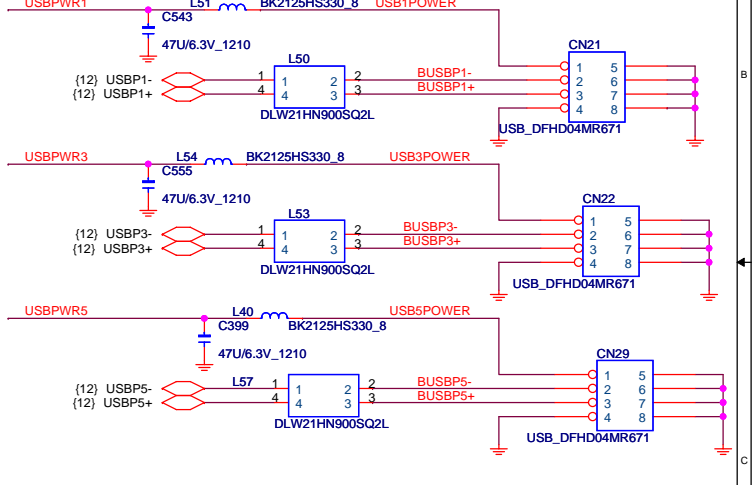 USBPWR1 L51 BK2125HS330_8 USB1POWER
C543
47U/6.3V_1210
L50 CN21
{12} USBP1- 1 1 2 2 BUSBP1- 1 5
{12} USBP1+ 4 4 3 3 BUSBP1+ 2 6
3 7
4 8
DLW21HN900SQ2L
USB_DFHD04MR671
B
USBPWR3 L54 BK2125HS330_8 USB3POWER
C555
47U/6.3V_1210
L53 CN22
{12} USBP3- 1 1 2 2 BUSBP3- 1 5
{12} USBP3+ 4 4 3 3 BUSBP3+ 2 6
3 7
4 8
DLW21HN900SQ2L
USB_DFHD04MR671
USBPWR5 L40 BK2125HS330_8 USB5POWER
C399
47U/6.3V_1210
L57 CN29
{12} USBP5- 1 1 2 2 BUSBP5- 1 5
{12} USBP5+ 4 4 3 3 BUSBP5+ 2 6
3 7
4 8
DLW21HN900SQ2L
USB_DFHD04MR671
C